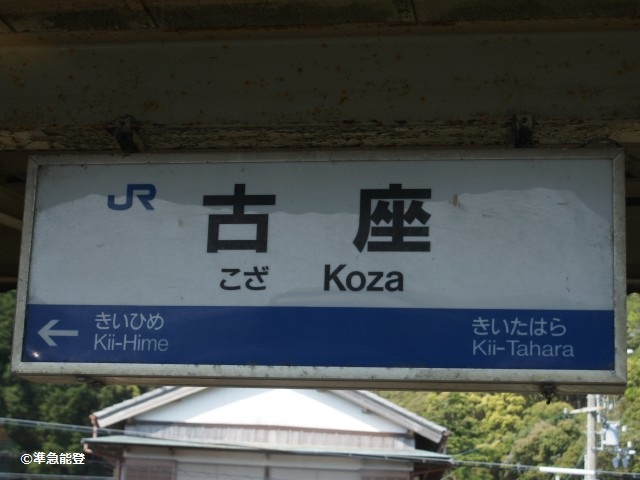 JR 古座
こざ Koza
← きいひめ きいたはら
Kii-Hime Kii-Tahara
©準急能登